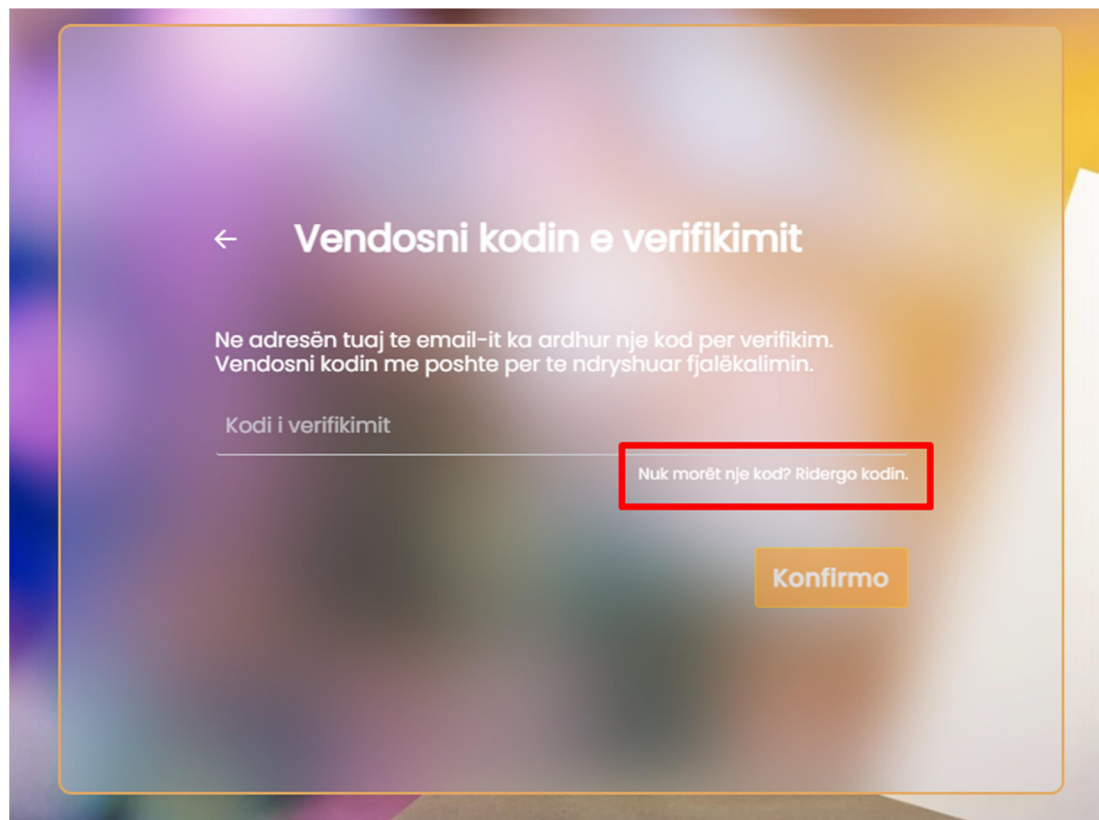 Vendosni kodin e verifikimit
Ne adresën tuaj te email-it ka ardhur nje kod per verifikim.
Vendosni kodin me poshte per te ndryshuar fjalëkalimin.
Kodi i verifikimit
Nuk morët nje kod? Ridergo kodin.
Konfirmo